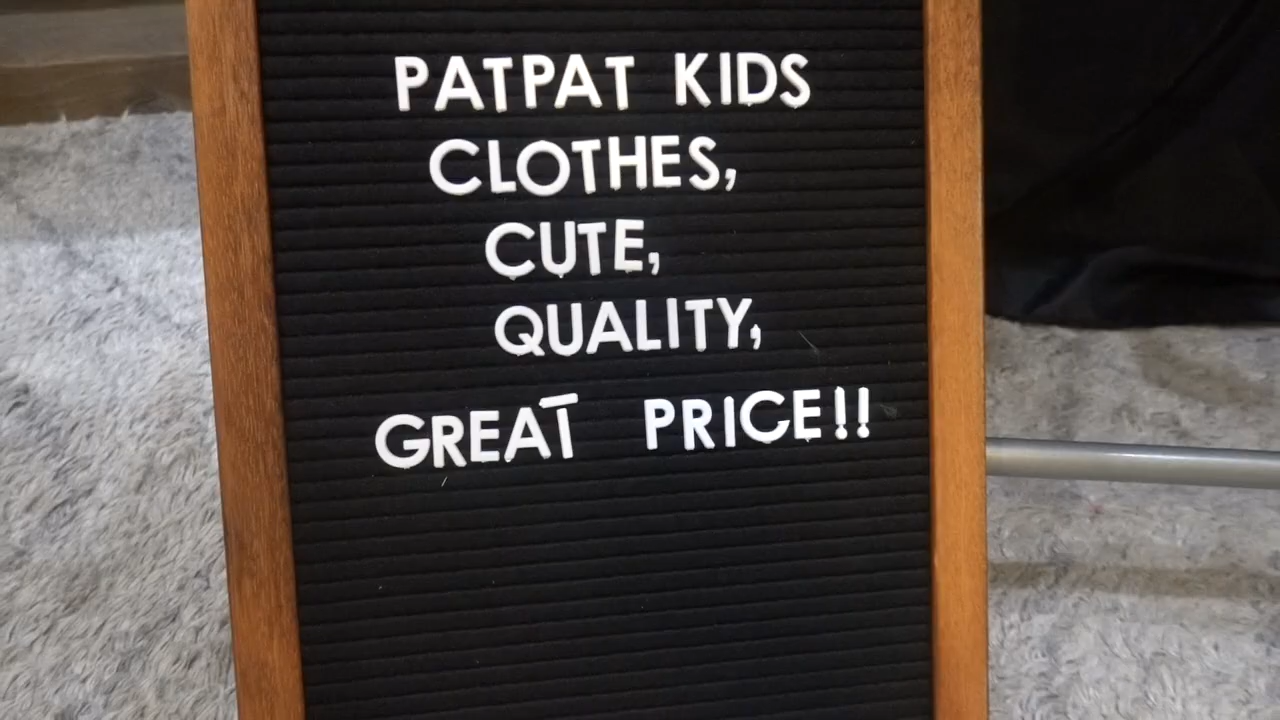 PATPAT KIDS
CLOTHES,
CUTE,
QUALITY,
GREAT PRICE!!